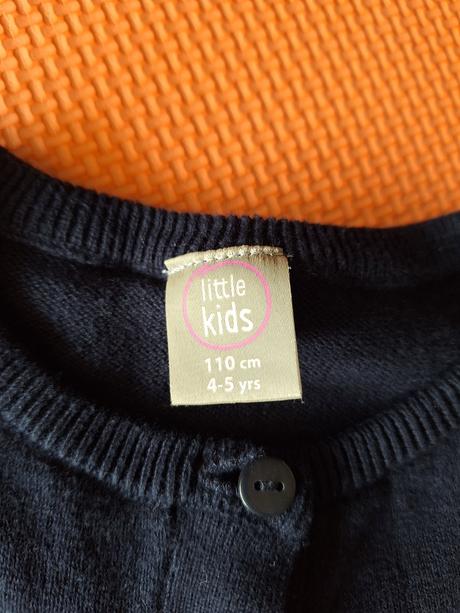 little
kids
110 cm
4-5 yrs